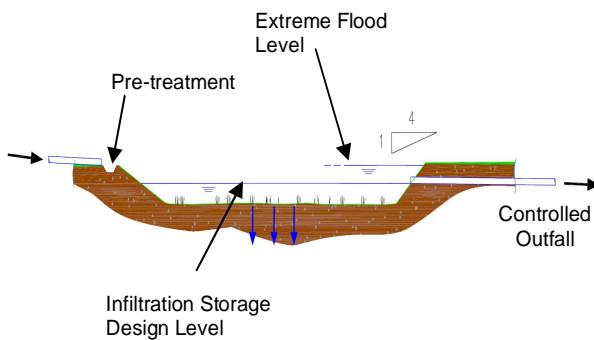 Extreme Flood
Level
Pre-treatment
4
1
Controlled
Outfall
Infiltration Storage
Design Level